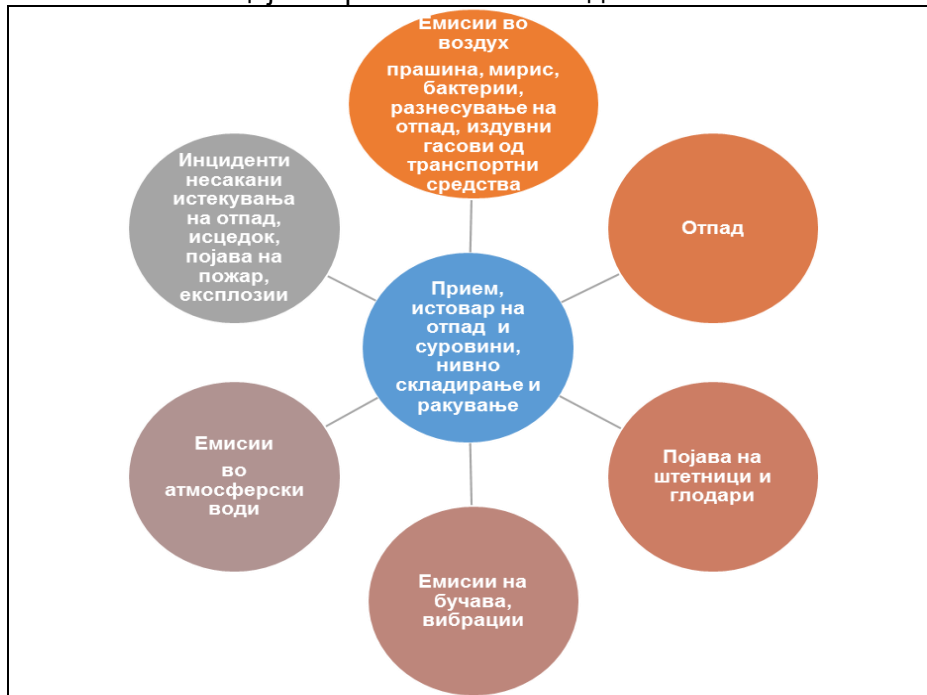 Емисии во
воздух
прашина, мирис,
бактерии,
разнесување на
отпад, издувни
гасови од
транспортни
средства
Инциденти
несакани
истекувања
на отпад,
исцедок,
појава на
пожар,
експлозии
Отпад
Прием,
истовар на
отпад и
суровини,
нивно
складирање и
ракување
Емисии
во
атмосферски
води
Појава на
штетници и
глодари
Емисии на
бучава,
вибрации